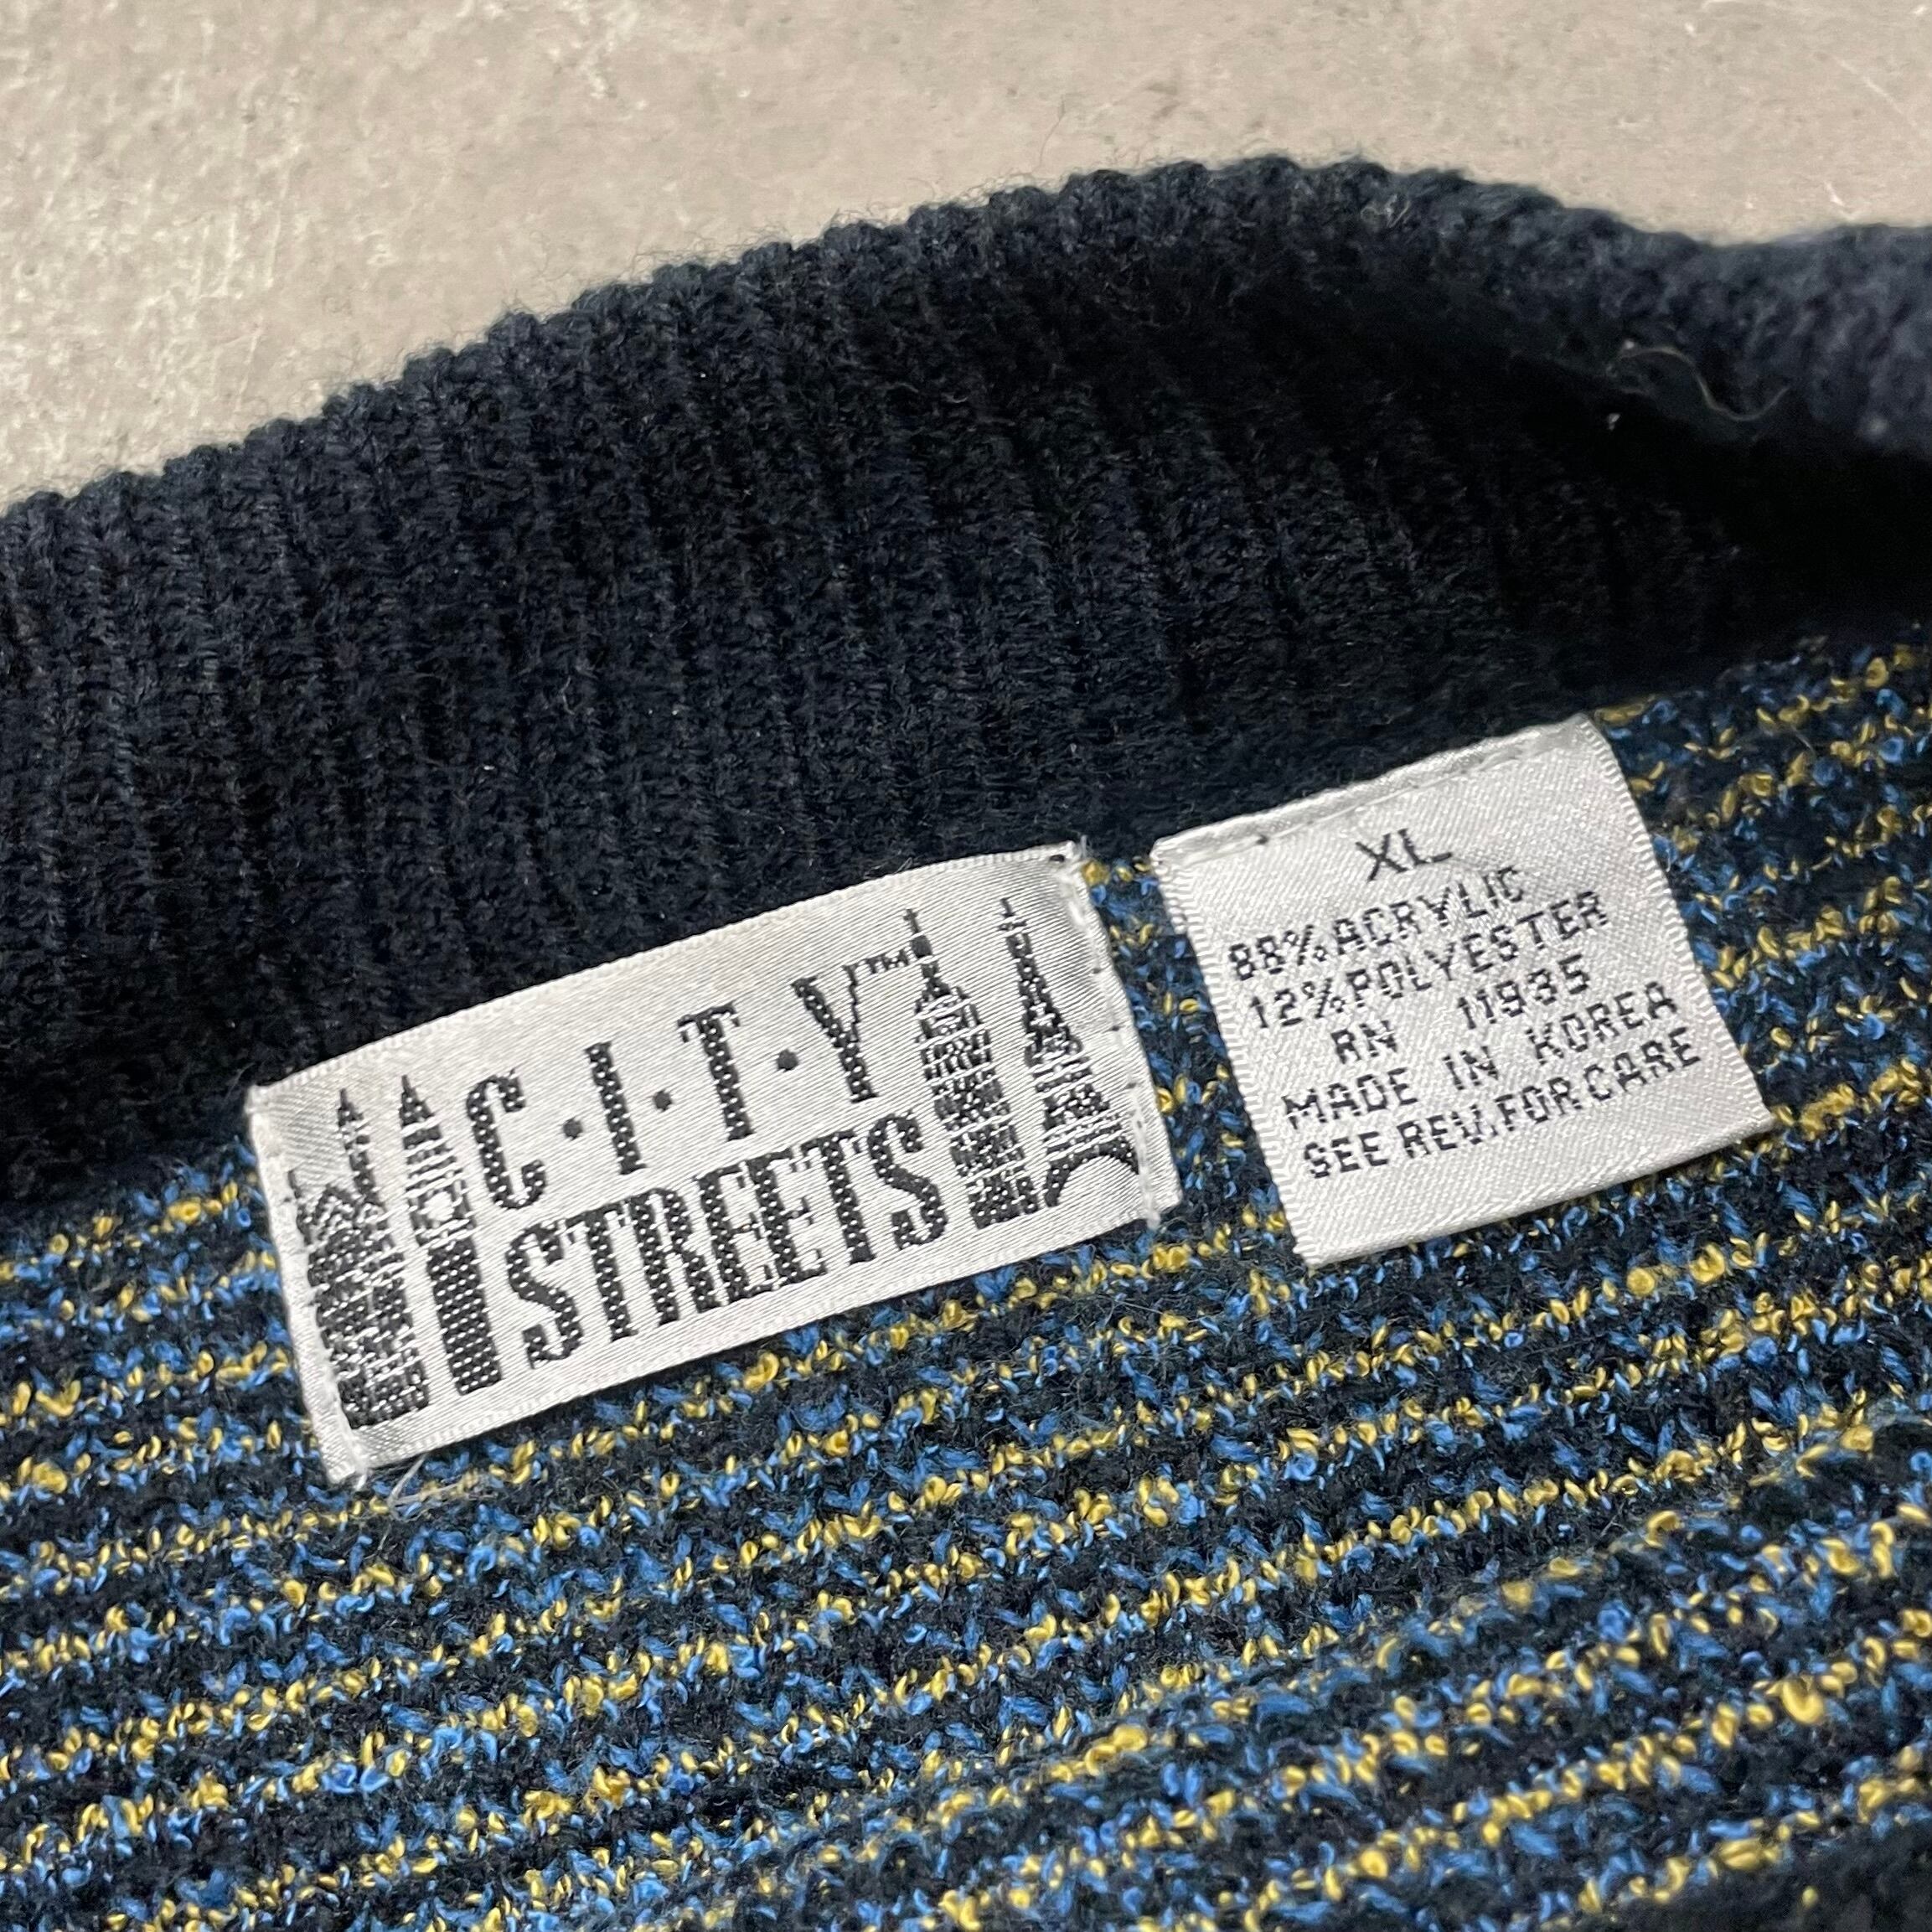 C·I·T·Y™
STREETS
XL
88%ACRYLIC
12%POLYESTER
RN 11935
MADE IN KOREA
SEE REV.FOR CARE